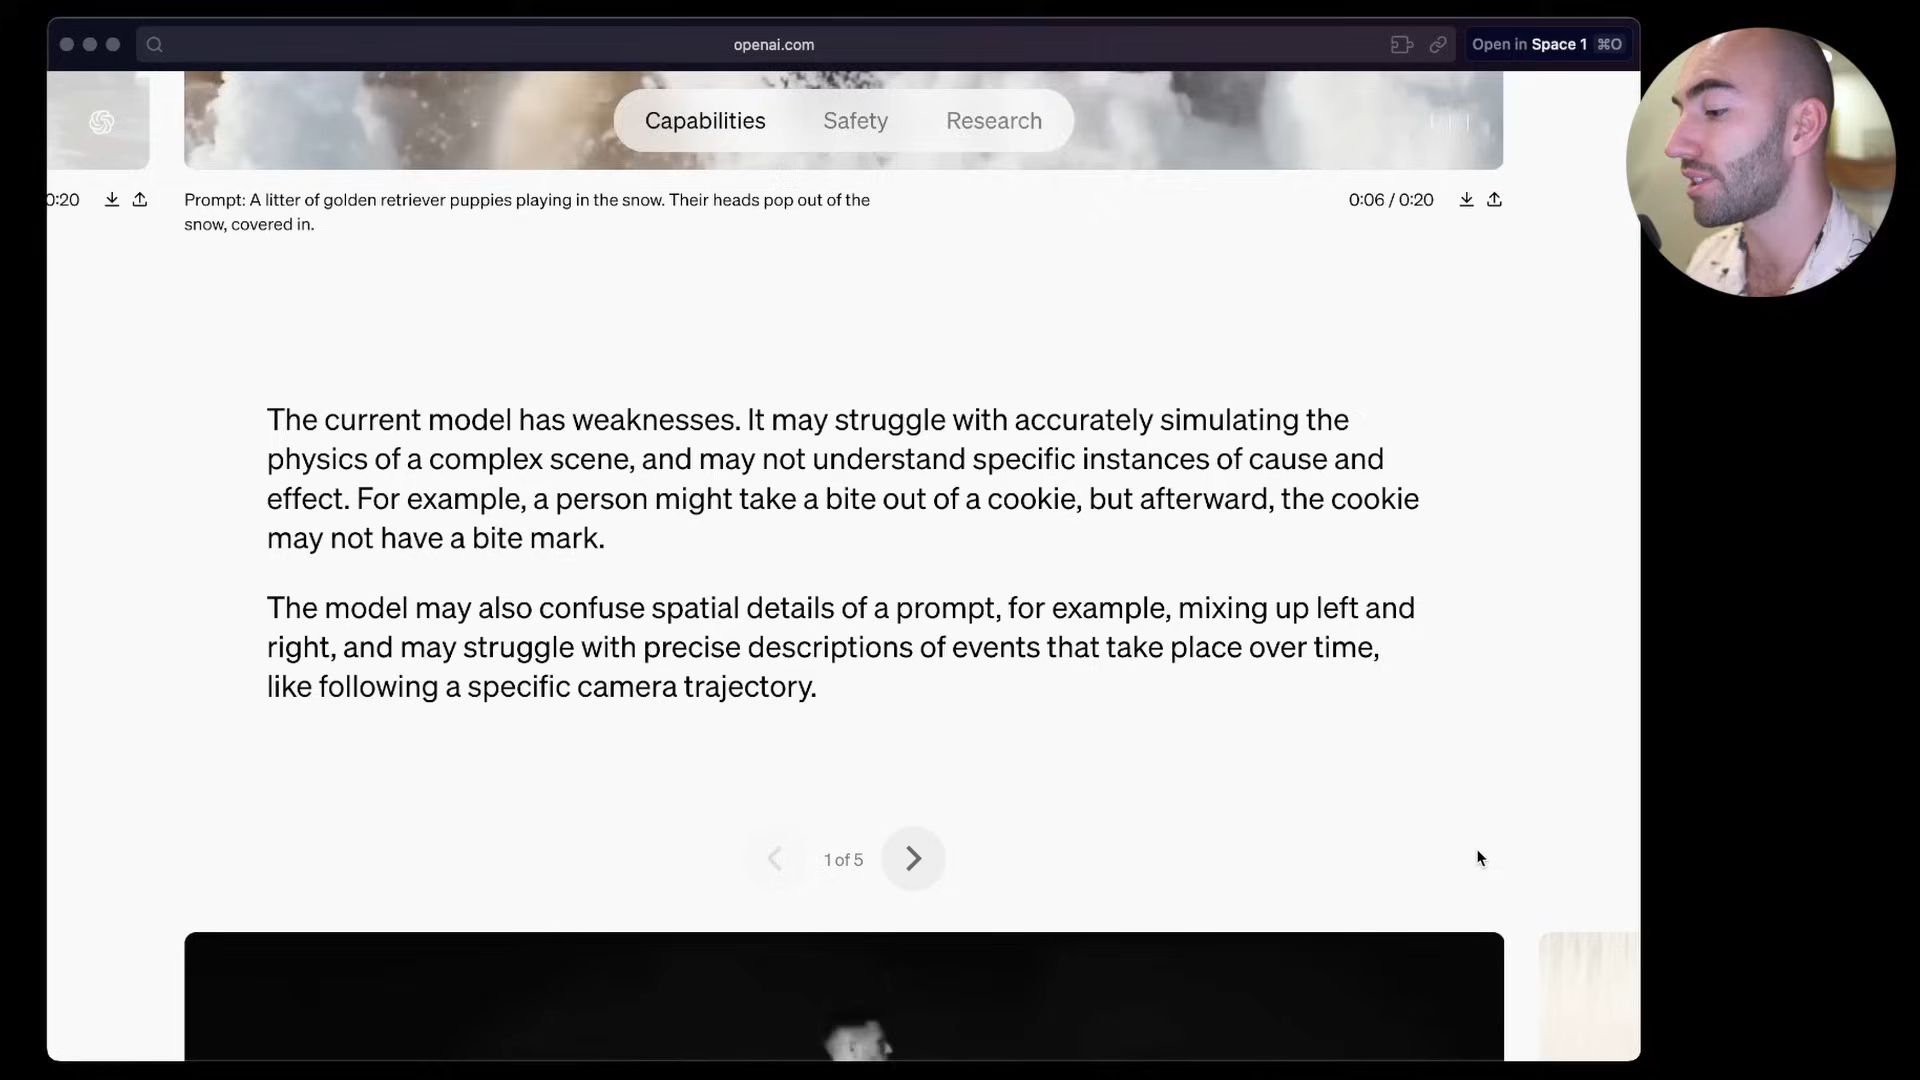 openai.com
Open in Space 1 ⌘O
Capabilities
Safety
Research
0:20
Prompt: A litter of golden retriever puppies playing in the snow. Their heads pop out of the
snow, covered in.
0:06 / 0:20
The current model has weaknesses. It may struggle with accurately simulating the
physics of a complex scene, and may not understand specific instances of cause and
effect. For example, a person might take a bite out of a cookie, but afterward, the cookie
may not have a bite mark.
The model may also confuse spatial details of a prompt, for example, mixing up left and
right, and may struggle with precise descriptions of events that take place over time,
like following a specific camera trajectory.
1 of 5